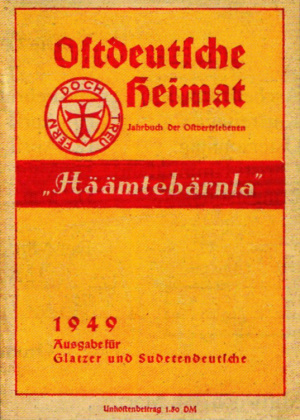 Ostdeutsche
Heimat
FERN DOCH TREU
Jahrbuch der Ostvertriebenen
„Häämtebärnla“
1949
Ausgabe für
Glatzer und Sudetendeutsche
Unkostenbeitrag 1.80 DM